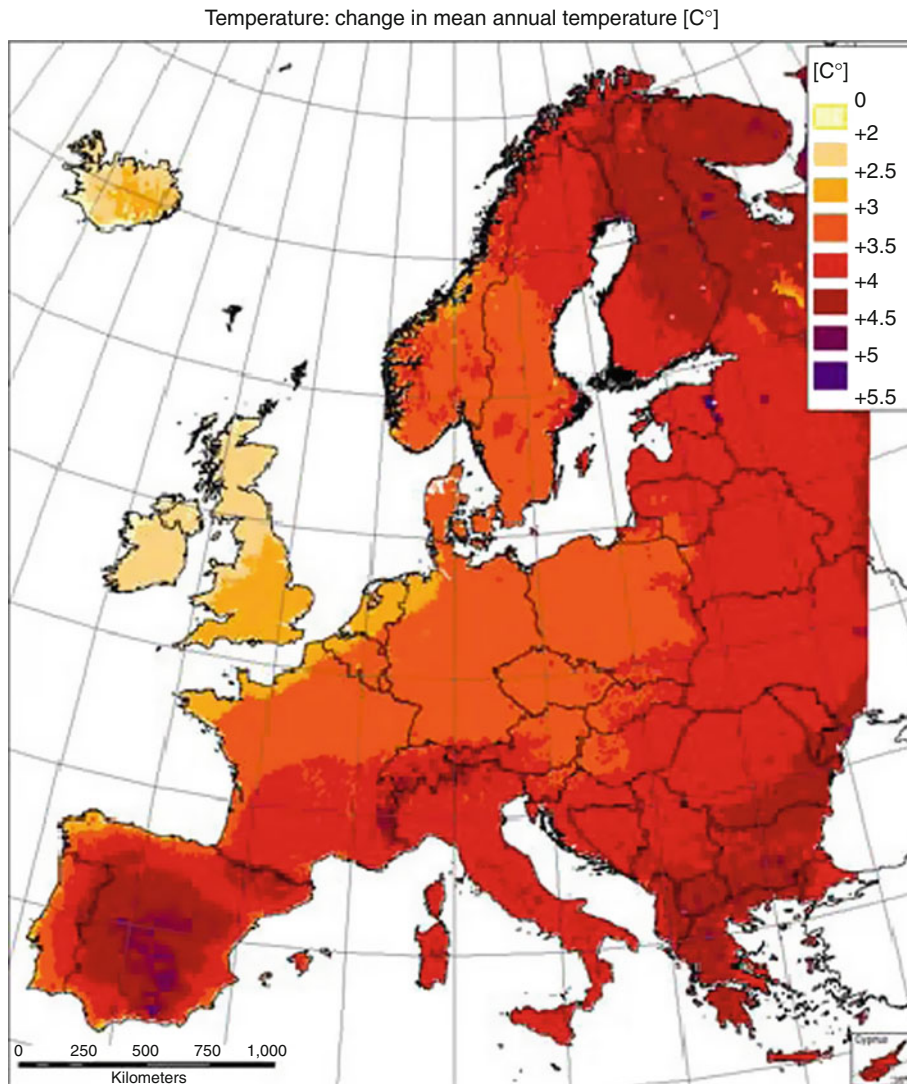 Temperature: change in mean annual temperature [C°]
[C°]
0
+2
+2.5
+3
+3.5
+4
+4.5
+5
+5.5
0 250 500 750 1,000
Kilometers
Cyprus